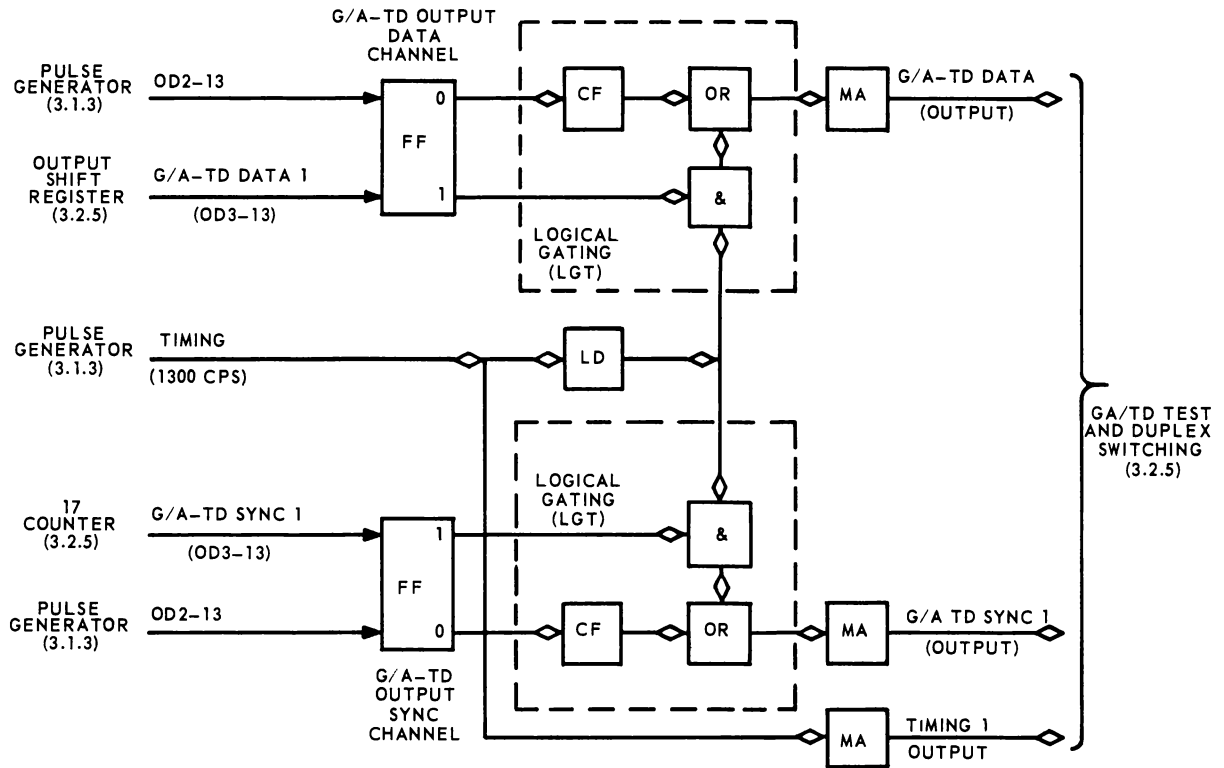 G/A-TD OUTPUT
DATA
CHANNEL
PULSE
GENERATOR
(3.1.3)
OD2-13
0
FF
1
CF
OR
MA
G/A-TD DATA
(OUTPUT)
OUTPUT
SHIFT
REGISTER
(3.2.5)
G/A-TD DATA 1
(OD3-13)
&
LOGICAL
GATING
(LGT)
PULSE
GENERATOR
(3.1.3)
TIMING
(1300 CPS)
LD
GA/TD TEST
AND DUPLEX
SWITCHING
(3.2.5)
17
COUNTER
(3.2.5)
G/A-TD SYNC 1
(OD3-13)
1
FF
0
LOGICAL
GATING
(LGT)
&
PULSE
GENERATOR
(3.1.3)
OD2-13
CF
OR
MA
G/A TD SYNC 1
(OUTPUT)
G/A-TD
OUTPUT
SYNC
CHANNEL
MA
TIMING 1
OUTPUT